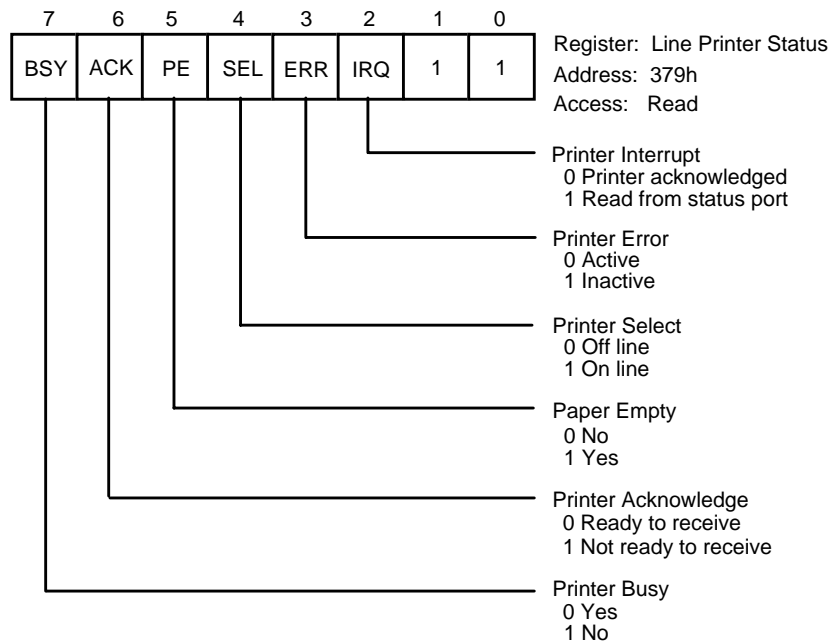 7 6 5 4 3 2 1 0
BSY ACK PE SEL ERR IRQ 1 1
Register: Line Printer Status
Address: 379h
Access: Read
Printer Interrupt
0 Printer acknowledged
1 Read from status port
Printer Error
0 Active
1 Inactive
Printer Select
0 Off line
1 On line
Paper Empty
0 No
1 Yes
Printer Acknowledge
0 Ready to receive
1 Not ready to receive
Printer Busy
0 Yes
1 No